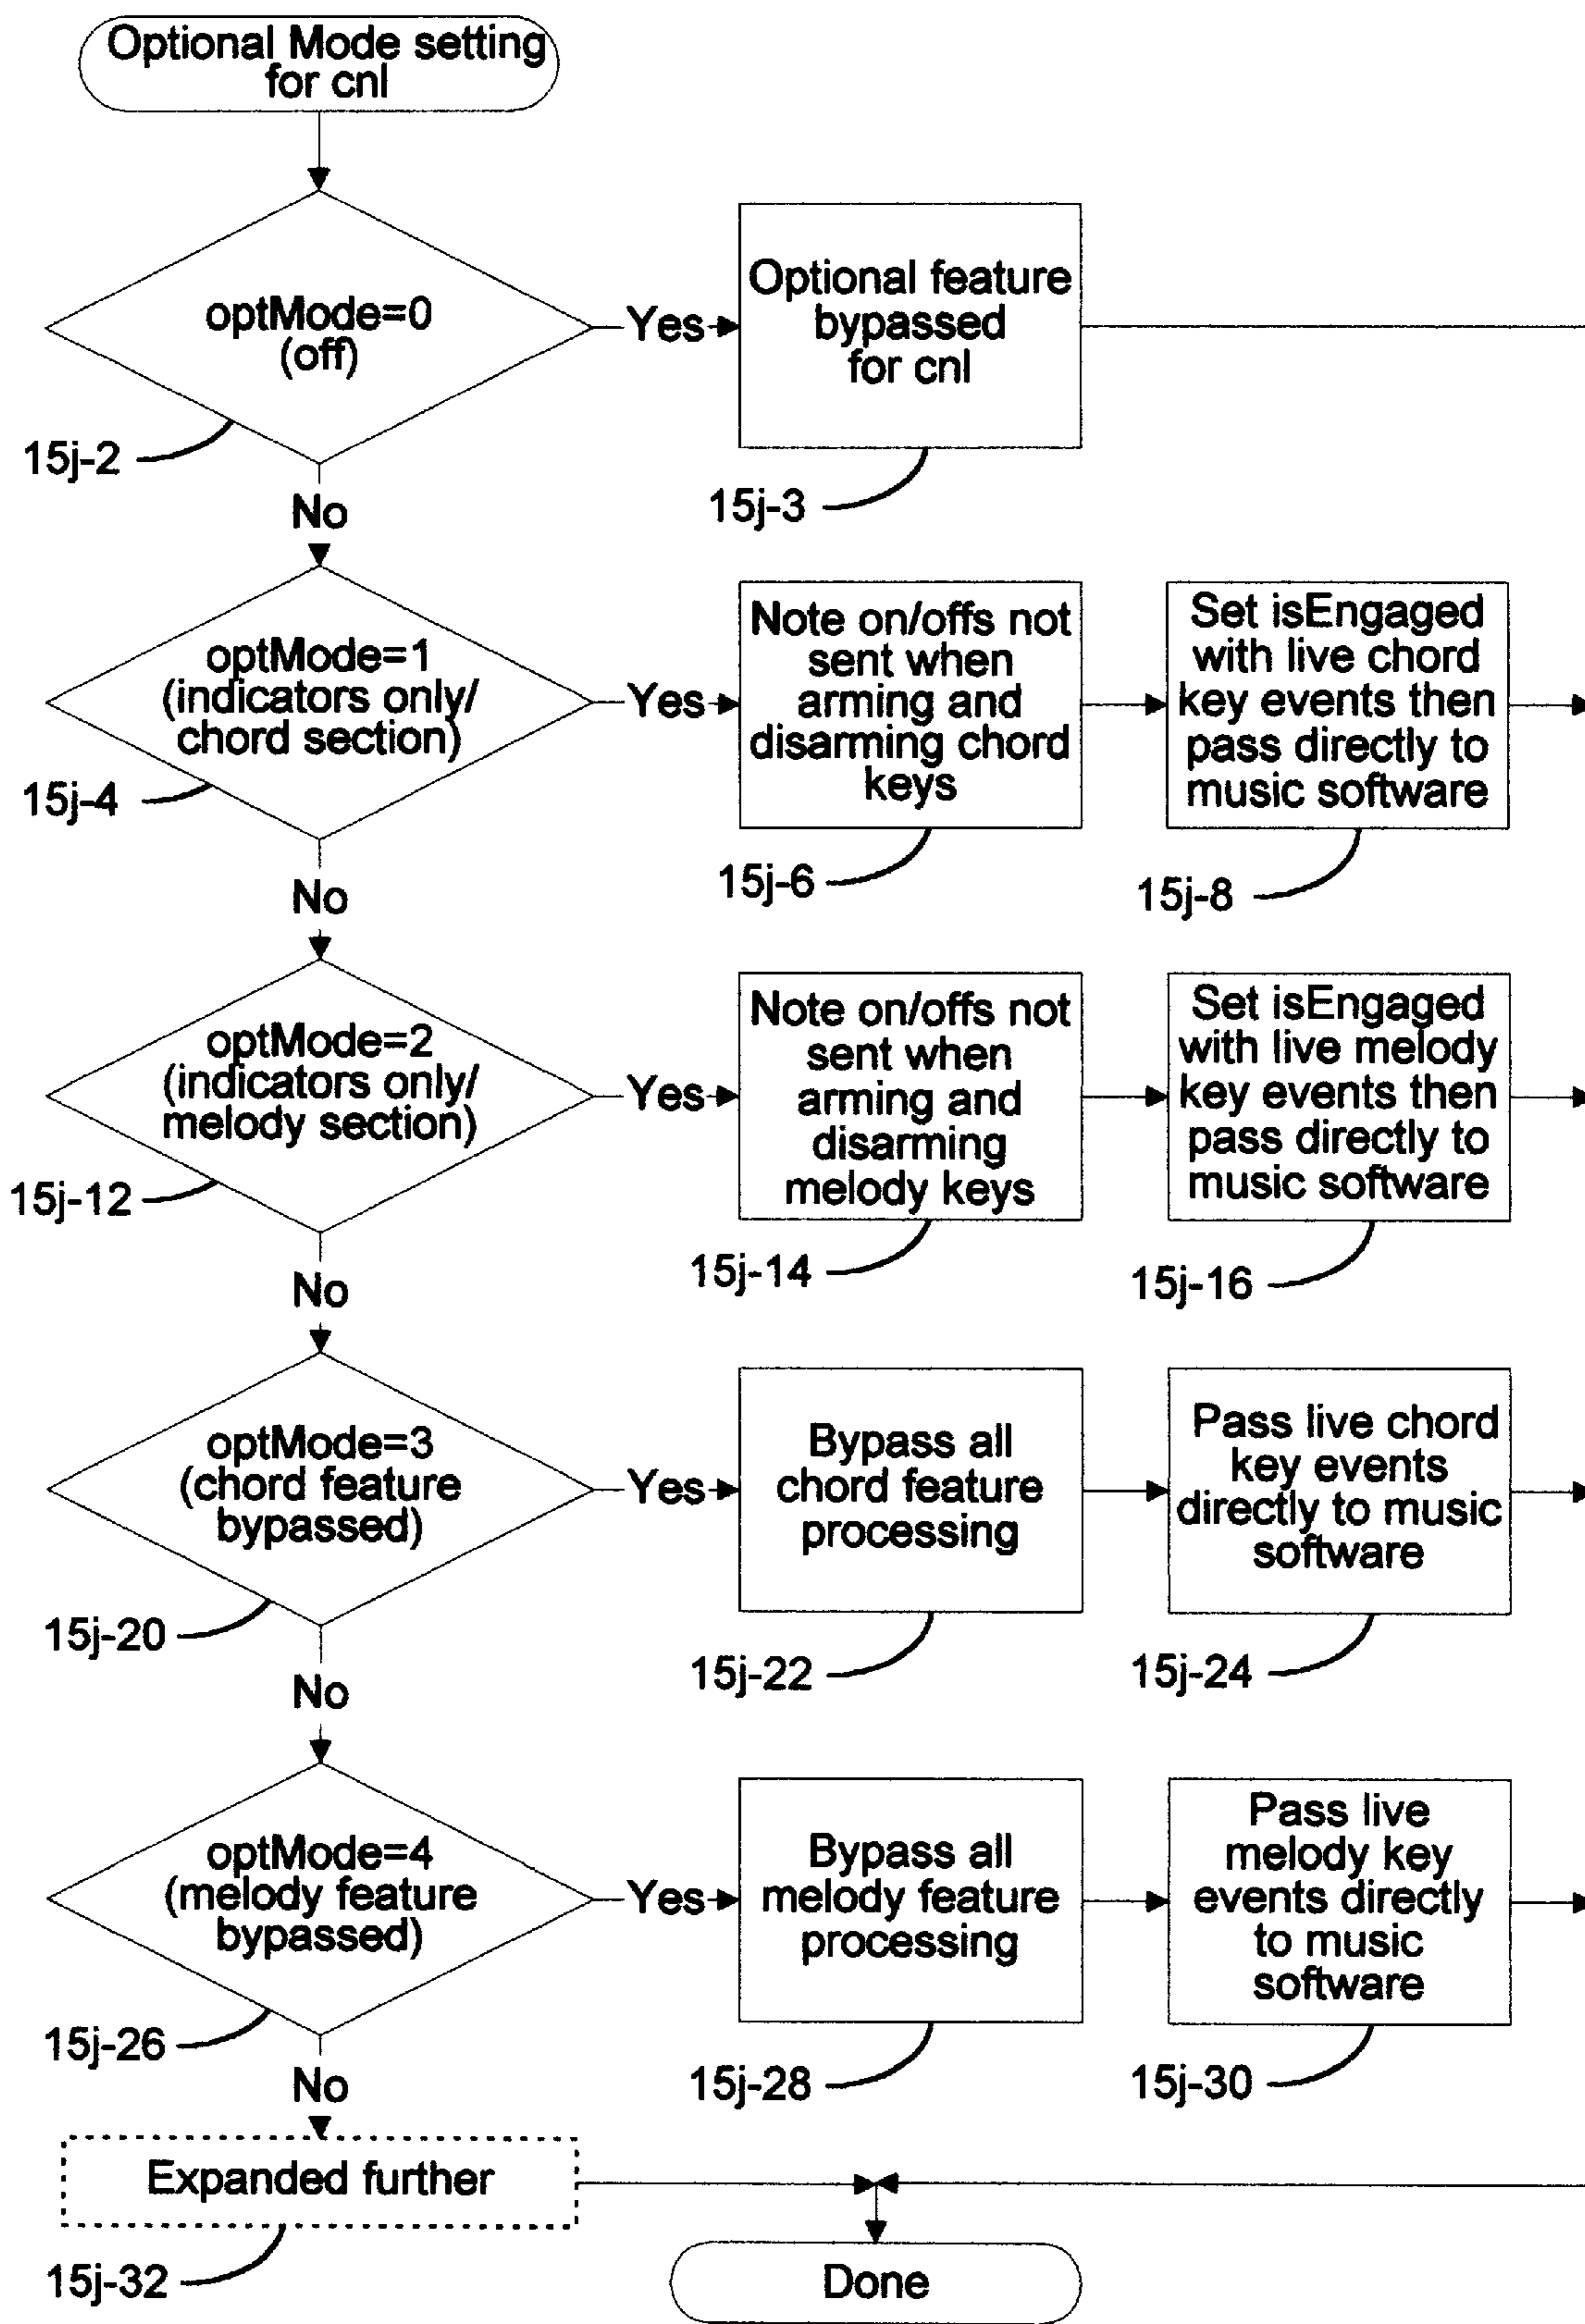 Optional Mode setting
for cnl
optMode=0
(off)
Yes
Optional feature
bypassed
for cnl
15j-2
15j-3
No
optMode=1
(indicators only/
chord section)
Yes
Note on/offs not
sent when
arming and
disarming chord
keys
Set isEngaged
with live chord
key events then
pass directly to
music software
15j-4
15j-6
15j-8
No
optMode=2
(indicators only/
melody section)
Yes
Note on/offs not
sent when
arming and
disarming
melody keys
Set isEngaged
with live melody
key events then
pass directly to
music software
15j-12
15j-14
15j-16
No
optMode=3
(chord feature
bypassed)
Yes
Bypass all
chord feature
processing
Pass live chord
key events
directly to music
software
15j-20
15j-22
15j-24
No
optMode=4
(melody feature
bypassed)
Yes
Bypass all
melody feature
processing
Pass live
melody key
events directly
to music
software
15j-26
15j-28
15j-30
No
Expanded further
15j-32
Done